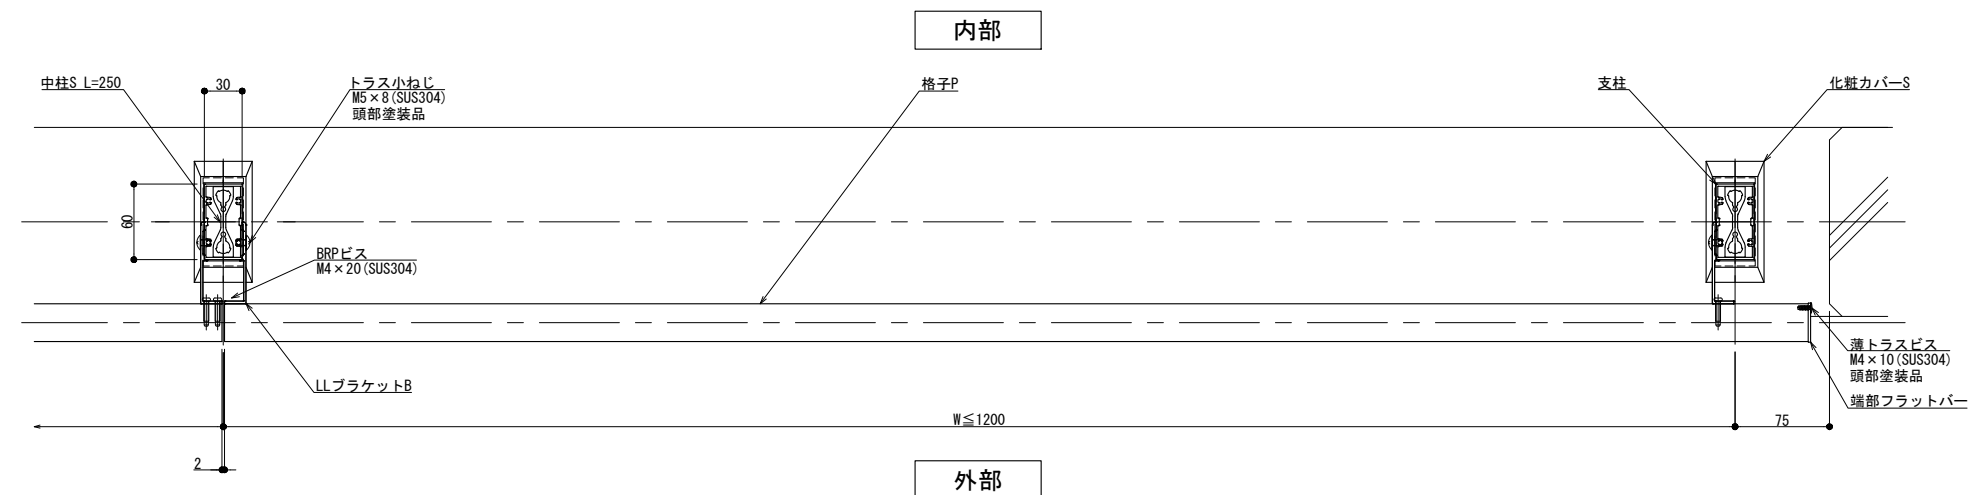 内部
中柱S L=250
30
トラス小ねじ
M5×8(SUS304)
頭部塗装品
格子P
支柱
化粧カバーS
60
BRPビス
M4×20(SUS304)
LLブラケットB
薄トラスビス
M4×10(SUS304)
頭部塗装品
端部フラットバー
W≦1200
75
2
外部